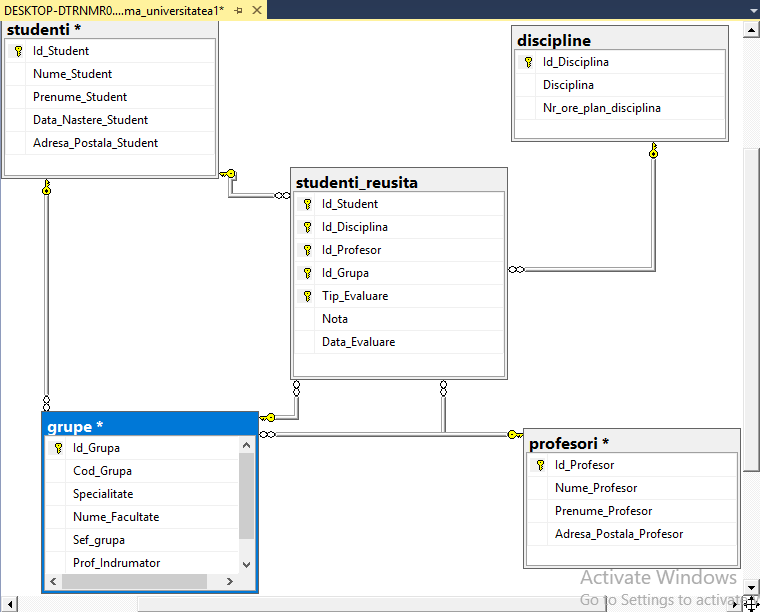 DESKTOP-DTRNMR0....ma_universitatea1*
studenti *
Id_Student
Nume_Student
Prenume_Student
Data_Nastere_Student
Adresa_Postala_Student
discipline
Id_Disciplina
Disciplina
Nr_ore_plan_disciplina
studenti_reusita
Id_Student
Id_Disciplina
Id_Profesor
Id_Grupa
Tip_Evaluare
Nota
Data_Evaluare
grupe *
Id_Grupa
Cod_Grupa
Specialitate
Nume_Facultate
Sef_grupa
Prof_Indrumator
profesori *
Id_Profesor
Nume_Profesor
Prenume_Profesor
Adresa_Postala_Profesor
Activate Windows
Go to Settings to activate